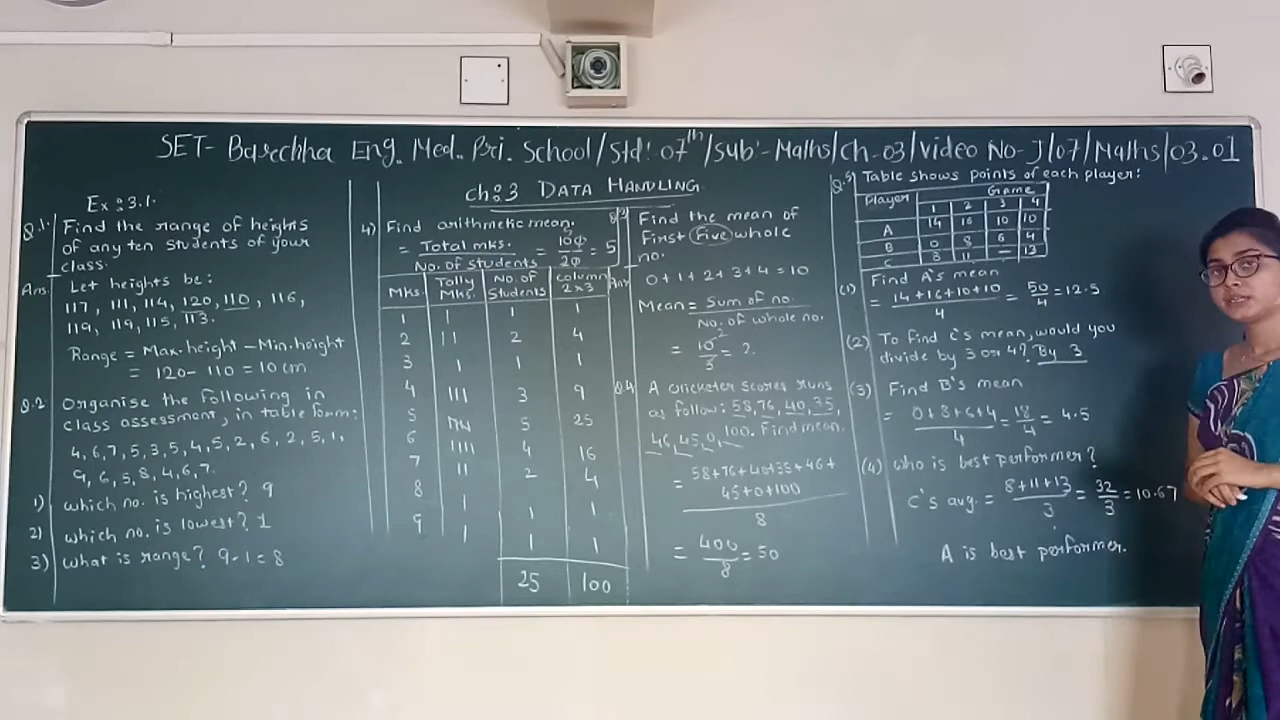 SET- Barechha Eng. Med. Pri. School/Std: 07th/Sub:-Maths/Ch-03/Video No-J/07/Maths/03.01
Ch:3 DATA HANDLING
Ex:3.1.
Q.1. Find the range of heights
of any ten students of your
class.
Ans. Let heights be:
117, 111, 114, 120, 110, 116,
119, 119, 115, 113.
Range = Max. height - Min. height
= 120 - 110 = 10 cm.
Q.2 Organise the following in
class assessment, in table form:
4, 6, 7, 5, 3, 5, 4, 5, 2, 6, 2, 5, 1,
9, 6, 5, 8, 4, 6, 7.
1) which no. is highest? 9
2) which no. is lowest? 1
3) What is range? 9-1=8
4) Find arithmetic mean.
= Total mks. / No. of students = 100/20 = 5
Mks. Tally Mks. No. of Students Column 2x3
1 | 1 1
2 || 2 4
3 | 1 1
4 ||| 3 9
5 5 25
6 |||| 4 16
7 || 2 4
8 | 1 1
9 | 1 1
25 100
Q.3 Find the mean of
First Five whole
no.
Ans 0+1+2+3+4=10
Mean = Sum of no. / No. of whole no.
= 10/5 = 2.
Q.4 A cricketer scores runs
as follow: 58, 76, 40, 35,
46, 45, 0, 100. Find mean.
= 58+76+40+35+46+
45+0+100
8
= 400/8 = 50
Q.5 Table shows points of each player:
Player Game
1 2 3 4
A 14 16 10 10
B 0 8 6 4
C 8 11 - 13
(1) Find A's mean
= 14+16+10+10 / 4 = 50/4 = 12.5
(2) To find C's mean, would you
divide by 3 or 4? By 3
(3) Find B's mean
= 0+8+6+4 / 4 = 18/4 = 4.5
(4) who is best performer?
C's avg. = 8+11+13 / 3 = 32/3 = 10.67
A is best performer.